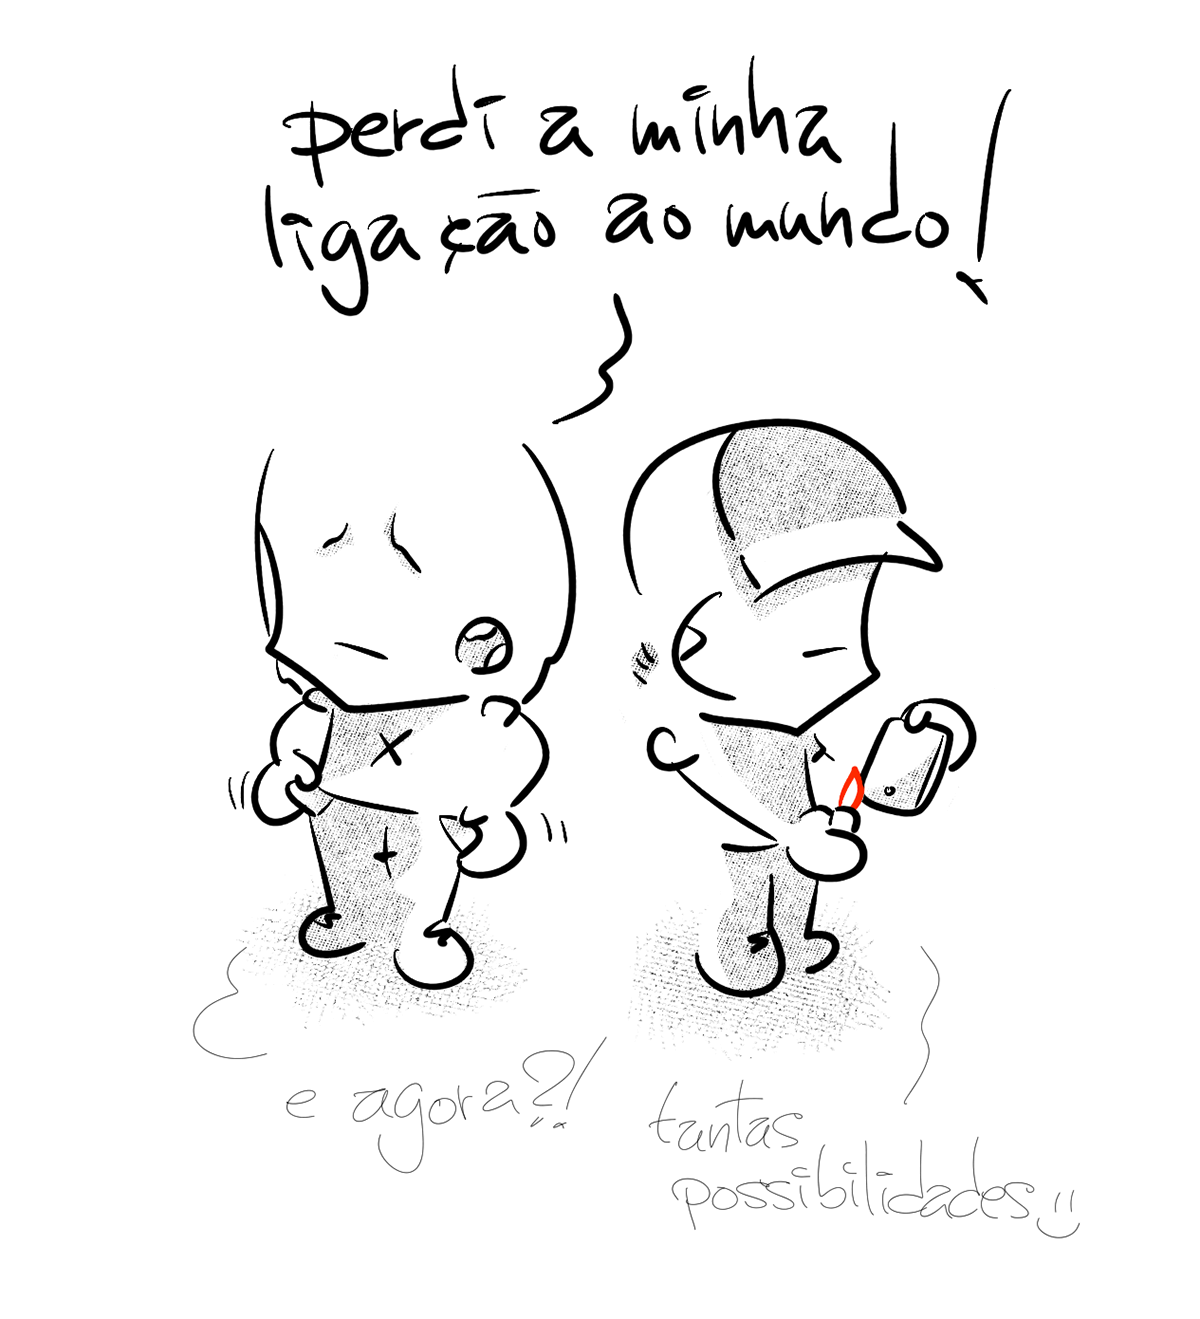 perdi a minha
ligação ao mundo!
e agora?!
tantas
possibilidades